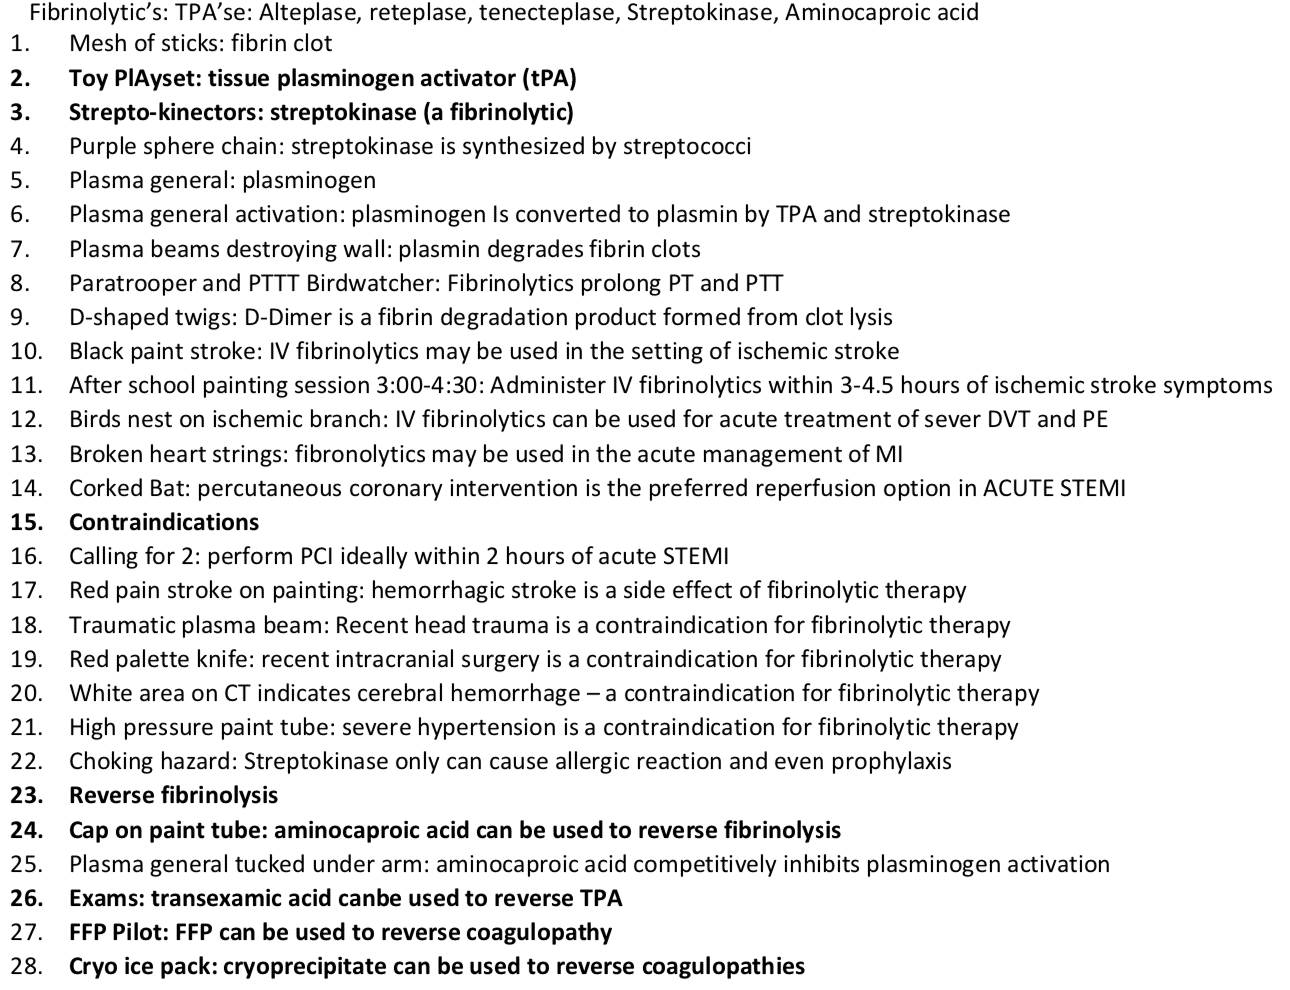 Fibrinolytic’s: TPA’se: Alteplase, reteplase, tenecteplase, Streptokinase, Aminocaproic acid
1. Mesh of sticks: fibrin clot
2. Toy PlAyset: tissue plasminogen activator (tPA)
3. Strepto-kinectors: streptokinase (a fibrinolytic)
4. Purple sphere chain: streptokinase is synthesized by streptococci
5. Plasma general: plasminogen
6. Plasma general activation: plasminogen Is converted to plasmin by TPA and streptokinase
7. Plasma beams destroying wall: plasmin degrades fibrin clots
8. Paratrooper and PTTT Birdwatcher: Fibrinolytics prolong PT and PTT
9. D-shaped twigs: D-Dimer is a fibrin degradation product formed from clot lysis
10. Black paint stroke: IV fibrinolytics may be used in the setting of ischemic stroke
11. After school painting session 3:00-4:30: Administer IV fibrinolytics within 3-4.5 hours of ischemic stroke symptoms
12. Birds nest on ischemic branch: IV fibrinolytics can be used for acute treatment of sever DVT and PE
13. Broken heart strings: fibronolytics may be used in the acute management of MI
14. Corked Bat: percutaneous coronary intervention is the preferred reperfusion option in ACUTE STEMI
15. Contraindications
16. Calling for 2: perform PCI ideally within 2 hours of acute STEMI
17. Red pain stroke on painting: hemorrhagic stroke is a side effect of fibrinolytic therapy
18. Traumatic plasma beam: Recent head trauma is a contraindication for fibrinolytic therapy
19. Red palette knife: recent intracranial surgery is a contraindication for fibrinolytic therapy
20. White area on CT indicates cerebral hemorrhage – a contraindication for fibrinolytic therapy
21. High pressure paint tube: severe hypertension is a contraindication for fibrinolytic therapy
22. Choking hazard: Streptokinase only can cause allergic reaction and even prophylaxis
23. Reverse fibrinolysis
24. Cap on paint tube: aminocaproic acid can be used to reverse fibrinolysis
25. Plasma general tucked under arm: aminocaproic acid competitively inhibits plasminogen activation
26. Exams: transexamic acid canbe used to reverse TPA
27. FFP Pilot: FFP can be used to reverse coagulopathy
28. Cryo ice pack: cryoprecipitate can be used to reverse coagulopathies